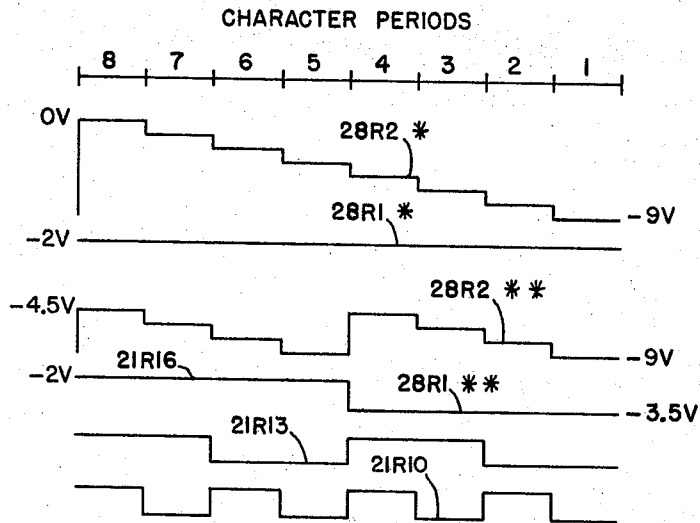 CHARACTER PERIODS
8 7 6 5 4 3 2 1
0V
28R2 *
28R1 *
-9V
-2V
-4.5V
28R2 **
-9V
21R16
-2V
28R1 **
-3.5V
21R13
21R10